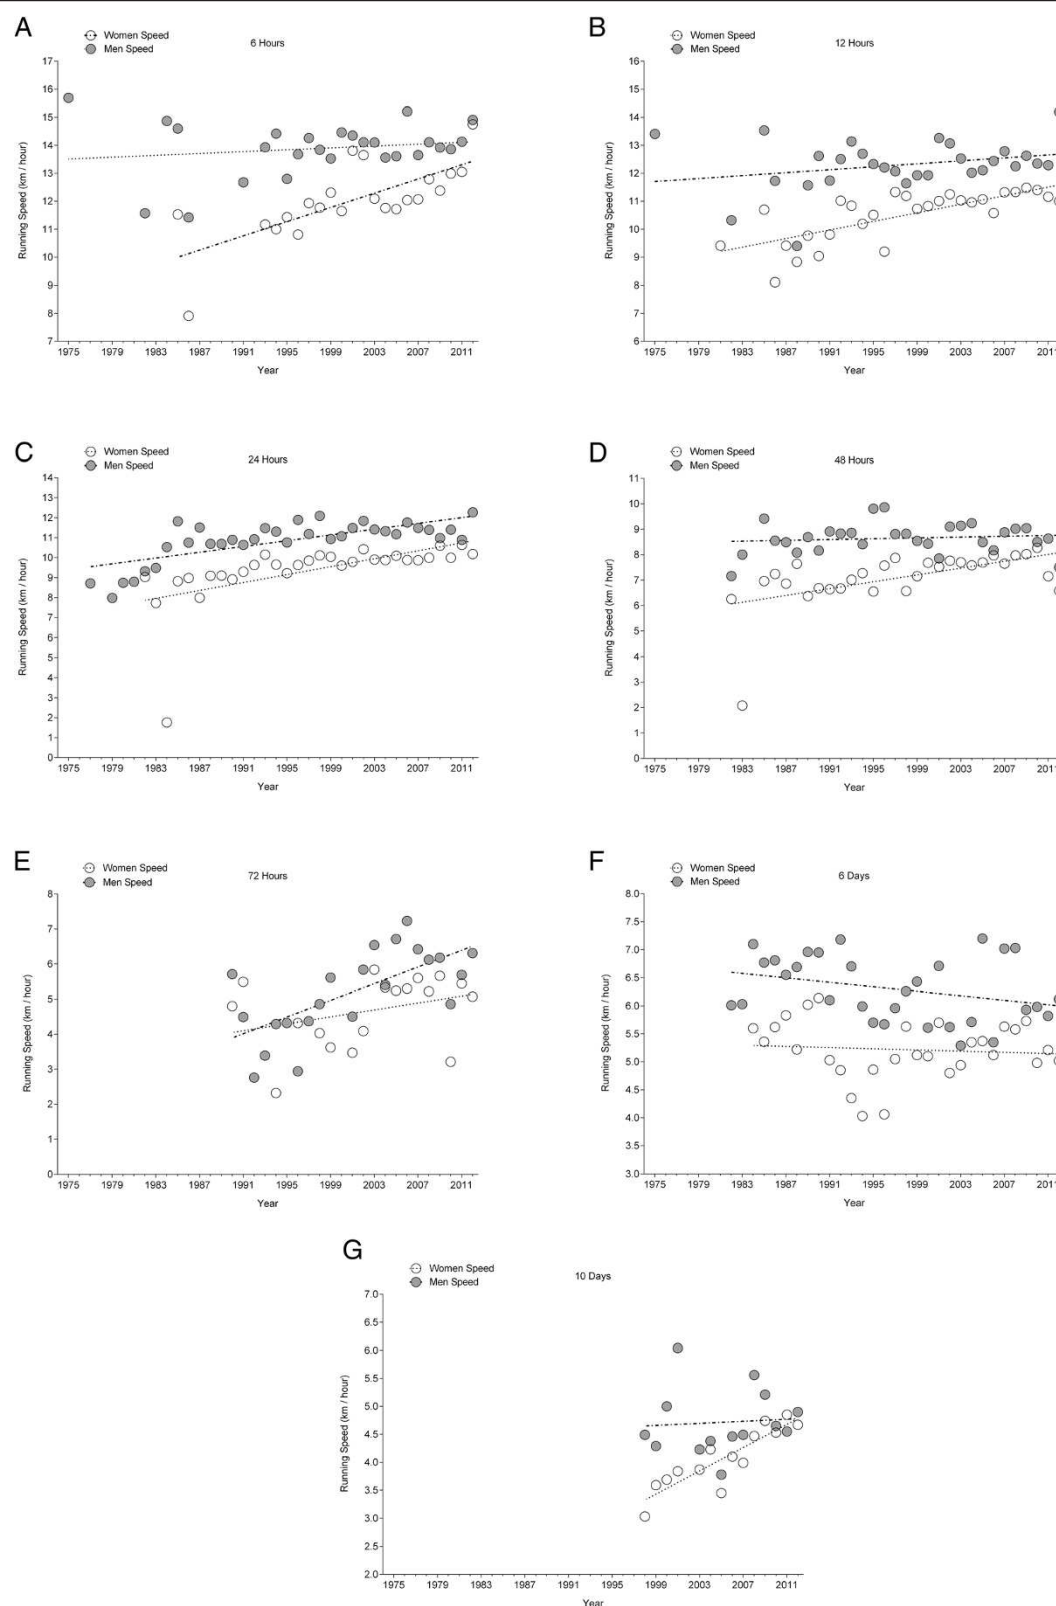 A
Women Speed
Men Speed
6 Hours
17
16
15
14
13
12
11
10
9
8
7
Running Speed (km / hour)
1975 1979 1983 1987 1991 1995 1999 2003 2007 2011
Year
B
Women Speed
Men Speed
12 Hours
16
15
14
13
12
11
10
9
8
7
6
Running Speed (km / hour)
1975 1979 1983 1987 1991 1995 1999 2003 2007 201
Year
C
Women Speed
Men Speed
24 Hours
14
13
12
11
10
9
8
7
6
5
4
3
2
1
0
Running Speed (km / hour)
1975 1979 1983 1987 1991 1995 1999 2003 2007 2011
Year
D
Women Speed
Men Speed
48 Hours
11
10
9
8
7
6
5
4
3
2
1
0
Running Speed (km / hour)
1975 1979 1983 1987 1991 1995 1999 2003 2007 201
Year
E
Women Speed
Men Speed
72 Hours
8
7
6
5
4
3
2
1
0
Running Speed (km / hour)
1975 1979 1983 1987 1991 1995 1999 2003 2007 2011
Year
F
Women Speed
Men Speed
6 Days
8.0
7.5
7.0
6.5
6.0
5.5
5.0
4.5
4.0
3.5
3.0
Running Speed (km / hour)
1975 1979 1983 1987 1991 1995 1999 2003 2007 201
Year
G
Women Speed
Men Speed
10 Days
7.0
6.5
6.0
5.5
5.0
4.5
4.0
3.5
3.0
2.5
2.0
Running Speed (km / hour)
1975 1979 1983 1987 1991 1995 1999 2003 2007 2011
Year